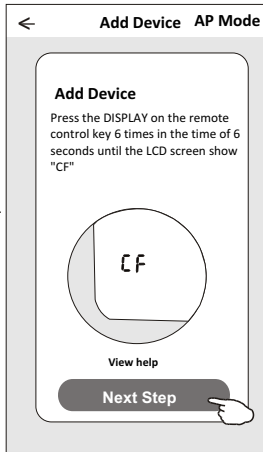 Add Device AP Mode
Add Device
Press the DISPLAY on the remote
control key 6 times in the time of 6
seconds until the LCD screen show
"CF"
CF
View help
Next Step